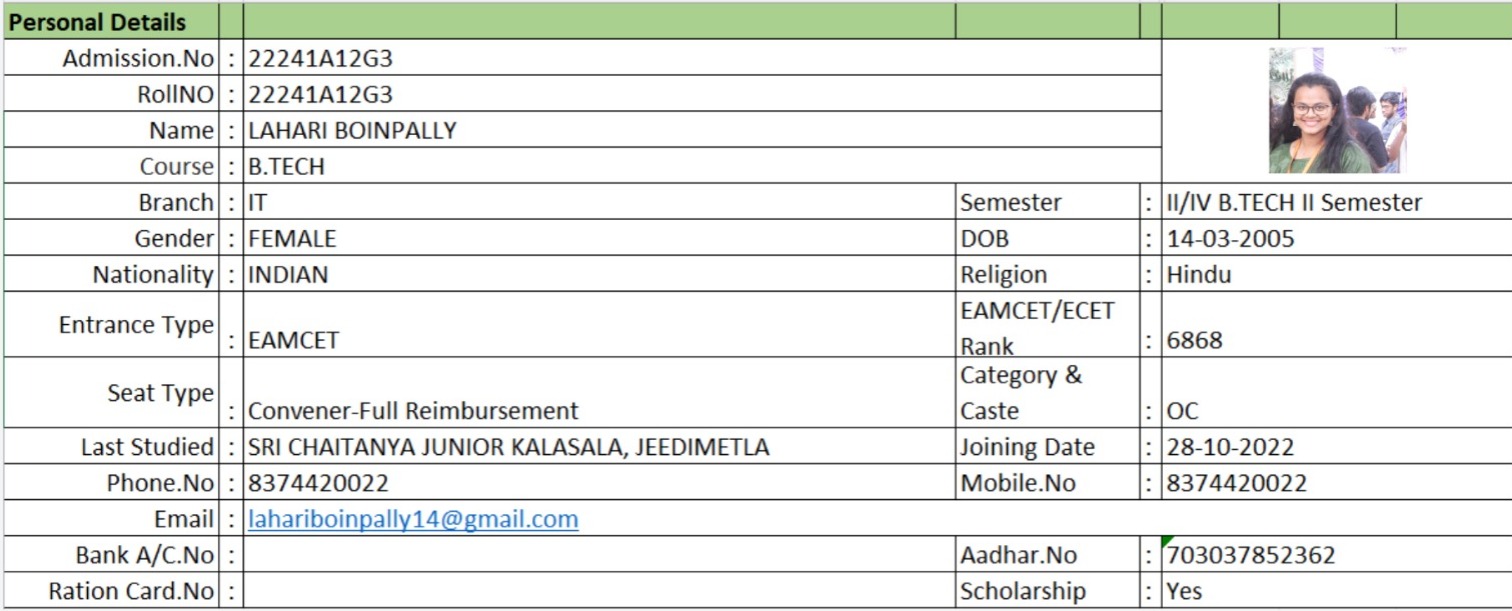 Personal Details
Admission.No : 22241A12G3
RollNO : 22241A12G3
Name : LAHARI BOINPALLY
Course : B.TECH
Branch : IT Semester : II/IV B.TECH II Semester
Gender : FEMALE DOB : 14-03-2005
Nationality : INDIAN Religion : Hindu
Entrance Type : EAMCET EAMCET/ECET
Rank : 6868
Seat Type : Convener-Full Reimbursement Category &
Caste : OC
Last Studied : SRI CHAITANYA JUNIOR KALASALA, JEEDIMETLA Joining Date : 28-10-2022
Phone.No : 8374420022 Mobile.No : 8374420022
Email : lahariboinpally14@gmail.com
Bank A/C.No : Aadhar.No : 703037852362
Ration Card.No : Scholarship : Yes